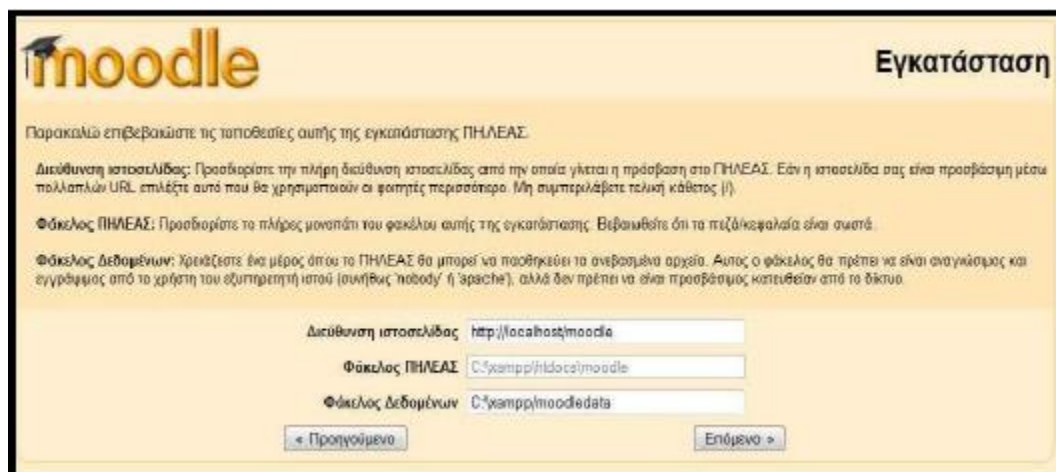 moodle
Εγκατάσταση
Παρακαλώ επιβεβαιώστε τις τοποθεσίες αυτής της εγκατάστασης ΠΗΛΕΑΣ.
Διεύθυνση ιστοσελίδας: Προσδιορίστε την πλήρη διεύθυνση ιστοσελίδας από την οποία γίνεται η πρόσβαση στο ΠΗΛΕΑΣ. Εάν η ιστοσελίδα σας είναι προσβάσιμη μέσω
πολλαπλών URL επιλέξτε αυτό που θα χρησιμοποιούν οι φοιτητές περισσότερο. Μη συμπεριλάβετε τελική κάθετος (/).
Φάκελος ΠΗΛΕΑΣ: Προσδιορίστε το πλήρες μονοπάτι του φακέλου αυτής της εγκατάστασης. Βεβαιωθείτε ότι τα πεζά/κεφαλαία είναι σωστά.
Φάκελος Δεδομένων: Χρειάζεστε ένα μέρος όπου το ΠΗΛΕΑΣ θα μπορεί να αποθηκεύει τα ανεβασμένα αρχεία. Αυτος ο φάκελος θα πρέπει να είναι αναγνώσιμος και
εγγράψιμος από το χρήστη του εξυπηρετητή ιστού (συνήθως 'nobody' ή 'apache'), αλλά δεν πρέπει να είναι προσβάσιμος κατευθείαν από το δίκτυο.
Διεύθυνση ιστοσελίδας http://localhost/moodle
Φάκελος ΠΗΛΕΑΣ C:\xampp\htdocs\moodle
Φάκελος Δεδομένων C:\xampp/moodledata
« Προηγούμενο Επόμενο »